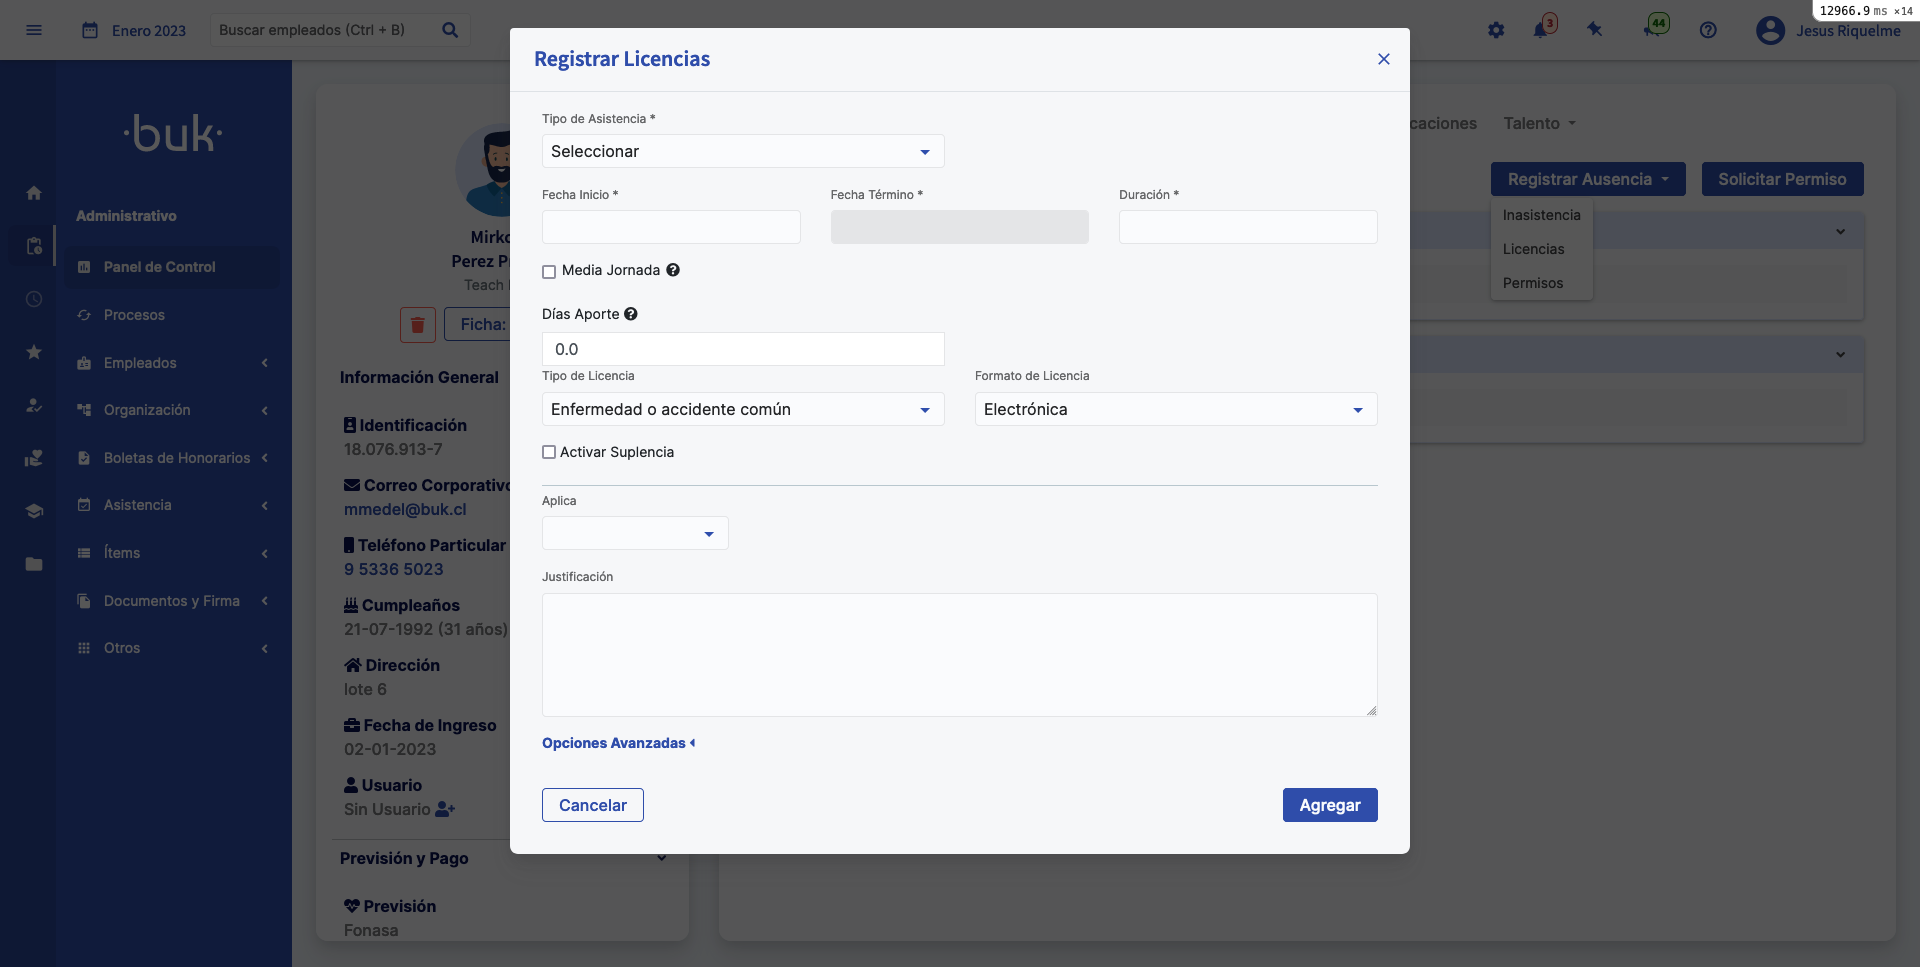 12966.9 ms ×14
Enero 2023
Buscar empleados (Ctrl + B)
3
44
Jesus Riquelme
·buk·
Administrativo
Panel de Control
Procesos
Empleados
Organización
Boletas de Honorarios
Asistencia
Ítems
Documentos y Firma
Otros
Mirko
Teach
Ficha:
Información General
Identificación
18.076.913-7
Correo Corporativo
mmedel@buk.cl
Teléfono Particular
9 5336 5023
Cumpleaños
21-07-1992 (31 años)
Dirección
lote 6
Fecha de Ingreso
02-01-2023
Usuario
Sin Usuario
Previsión y Pago
Previsión
Fonasa
Registrar Licencias
Tipo de Asistencia *
Seleccionar
Fecha Inicio *
Fecha Término *
Duración *
Media Jornada
Días Aporte
0.0
Tipo de Licencia
Enfermedad o accidente común
Formato de Licencia
Electrónica
Activar Suplencia
Aplica
Justificación
Opciones Avanzadas
Cancelar
Agregar
caciones
Talento
Registrar Ausencia
Solicitar Permiso
Inasistencia
Licencias
Permisos